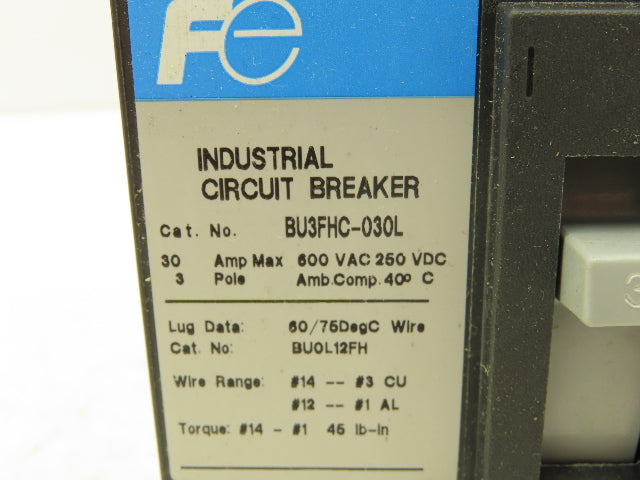 Fe
INDUSTRIAL
CIRCUIT BREAKER
Cat. No. BU3FHC-030L
30 Amp Max 600 VAC 250 VDC
3 Pole Amb.Comp. 40º C
Lug Data: 60/75DegC Wire
Cat. No: BU0L12FH
Wire Range: #14 -- #3 CU
#12 -- #1 AL
Torque: #14 - #1 45 lb-in